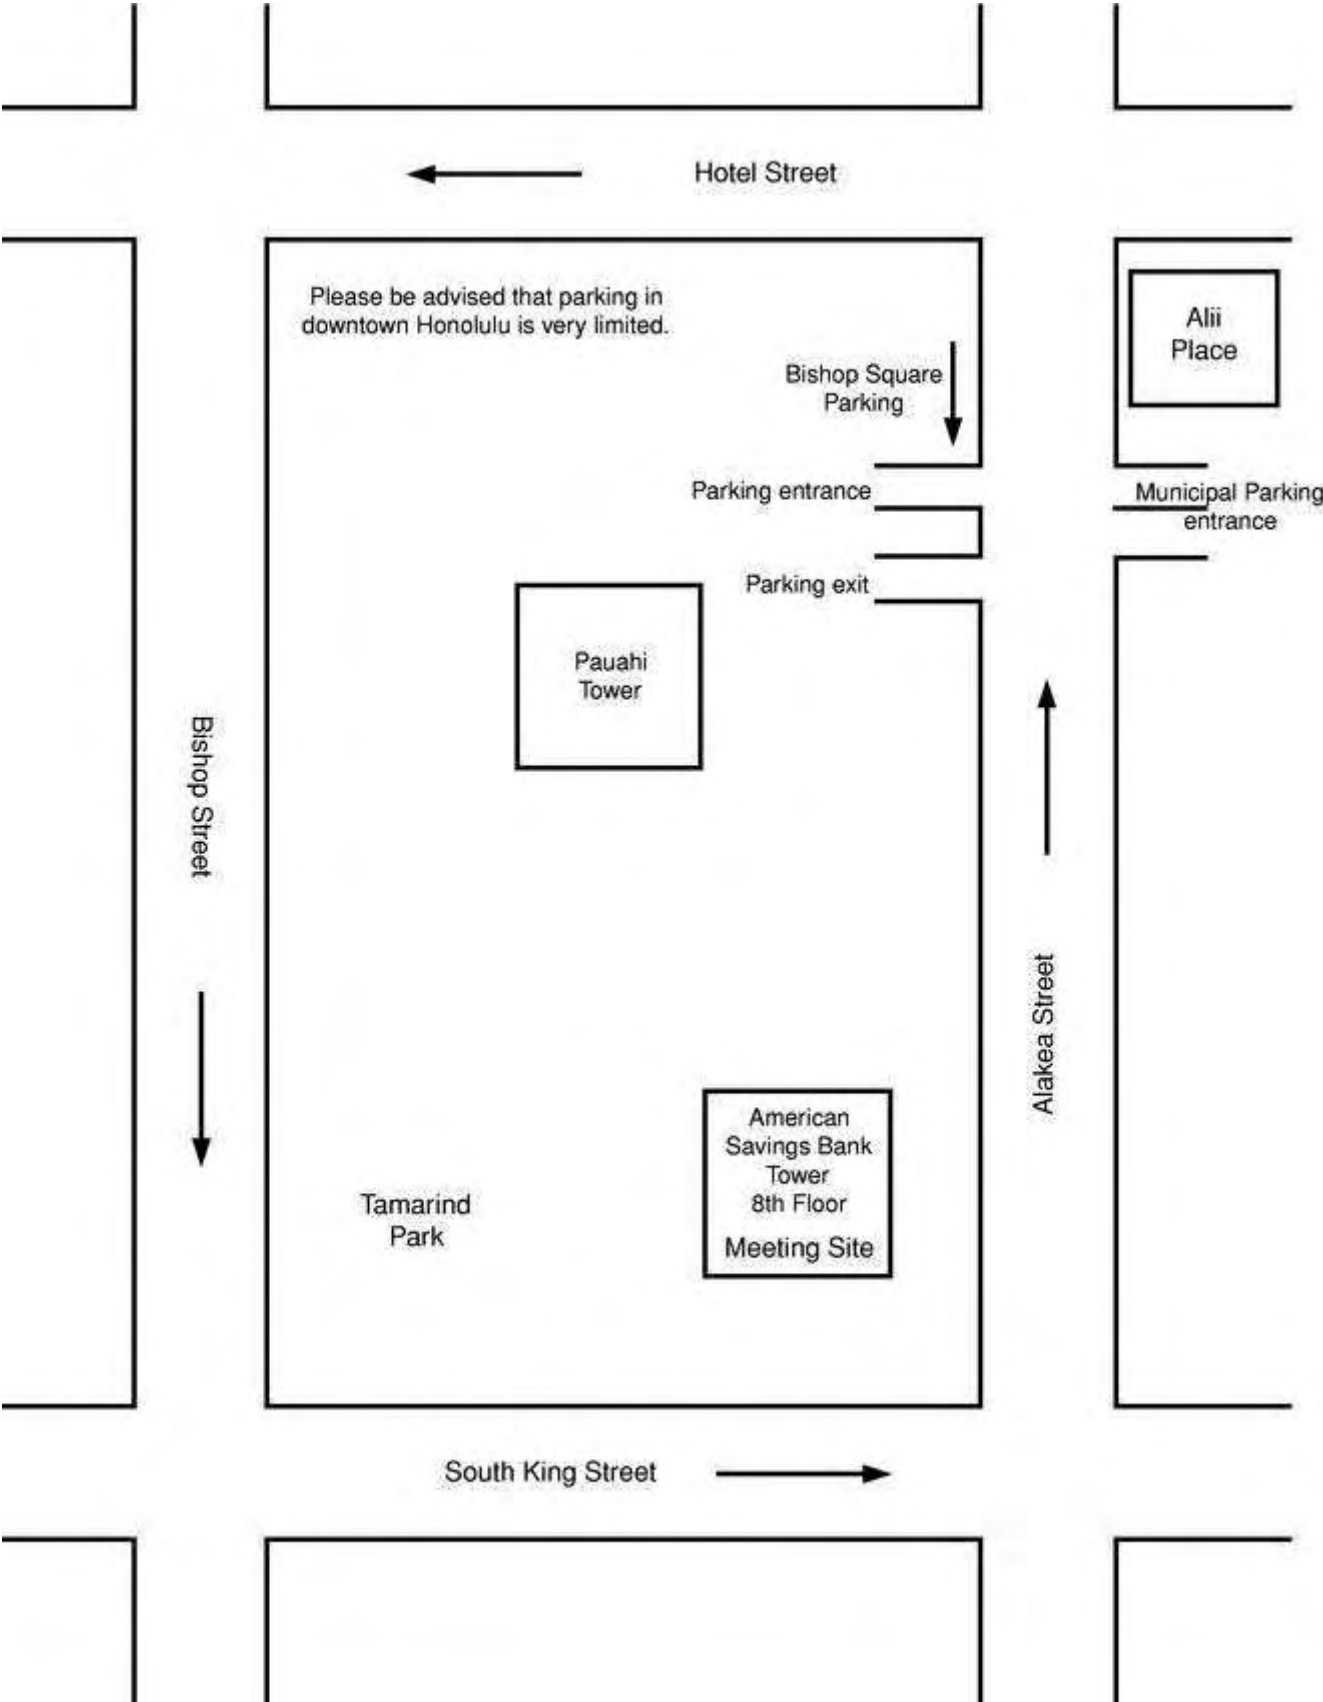 Hotel Street
Please be advised that parking in
downtown Honolulu is very limited.
Alii
Place
Bishop Square
Parking
Parking entrance
Municipal Parking
entrance
Parking exit
Pauahi
Tower
Bishop Street
Alakea Street
American
Savings Bank
Tower
8th Floor
Meeting Site
Tamarind
Park
South King Street